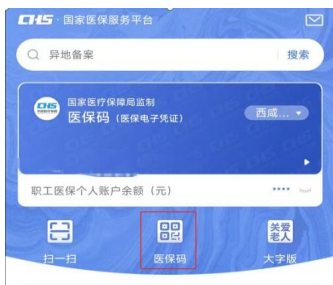 CHS · 国家医保服务平台
异地备案 搜索
CHS 国家医疗保障局监制
医保码（医保电子凭证）
西咸...
职工医保个人账户余额（元） ····
关爱
老人
扫一扫 医保码 大字版